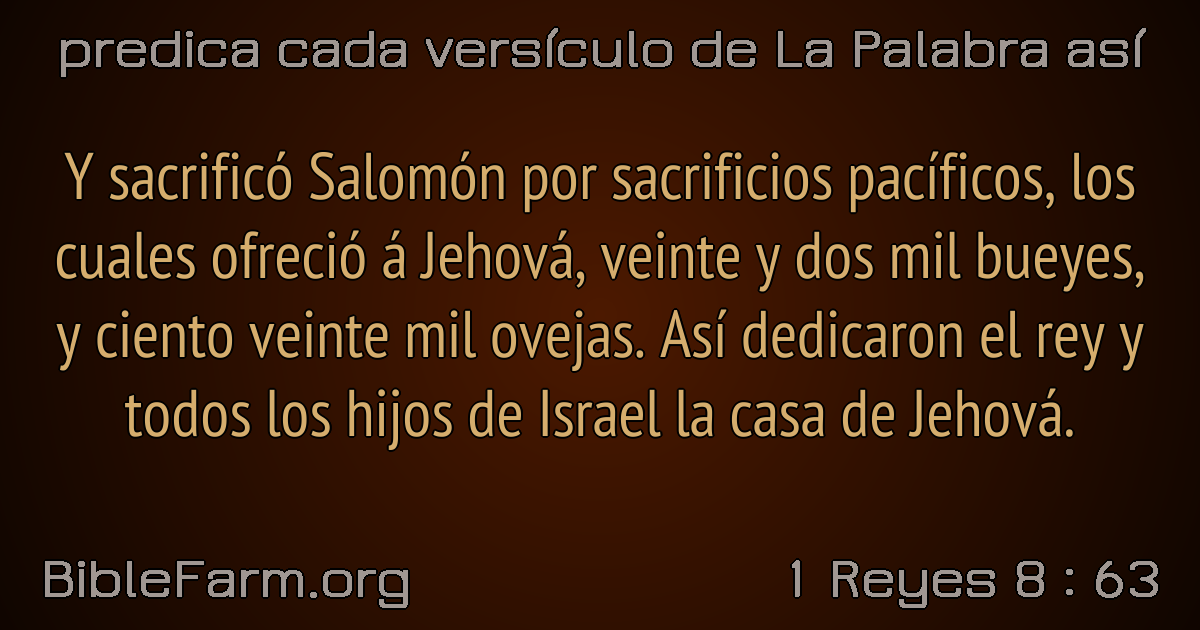 predica cada versículo de La Palabra así
Y sacrificó Salomón por sacrificios pacíficos, los
cuales ofreció á Jehová, veinte y dos mil bueyes,
y ciento veinte mil ovejas. Así dedicaron el rey y
todos los hijos de Israel la casa de Jehová.
BibleFarm.org
1 Reyes 8 : 63